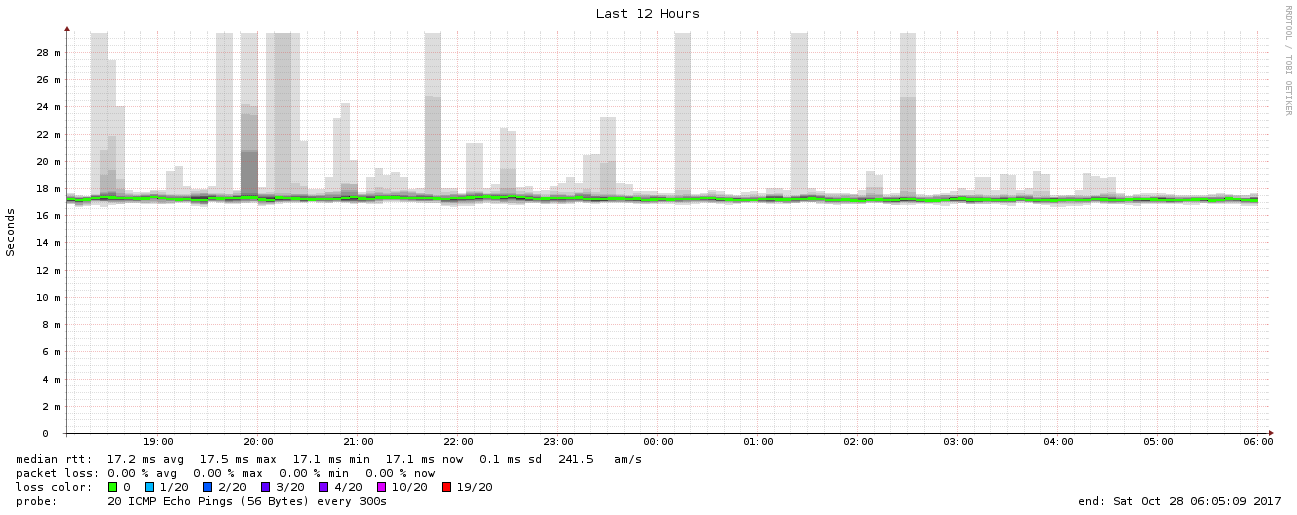 Last 12 Hours
RRDTOOL / TOBI OETIKER
Seconds
28 m
26 m
24 m
22 m
20 m
18 m
16 m
14 m
12 m
10 m
8 m
6 m
4 m
2 m
0
19:00 20:00 21:00 22:00 23:00 00:00 01:00 02:00 03:00 04:00 05:00 06:00
median rtt: 17.2 ms avg 17.5 ms max 17.1 ms min 17.1 ms now 0.1 ms sd 241.5 am/s
packet loss: 0.00 % avg 0.00 % max 0.00 % min 0.00 % now
loss color: 0 1/20 2/20 3/20 4/20 10/20 19/20
probe: 20 ICMP Echo Pings (56 Bytes) every 300s end: Sat Oct 28 06:05:09 2017